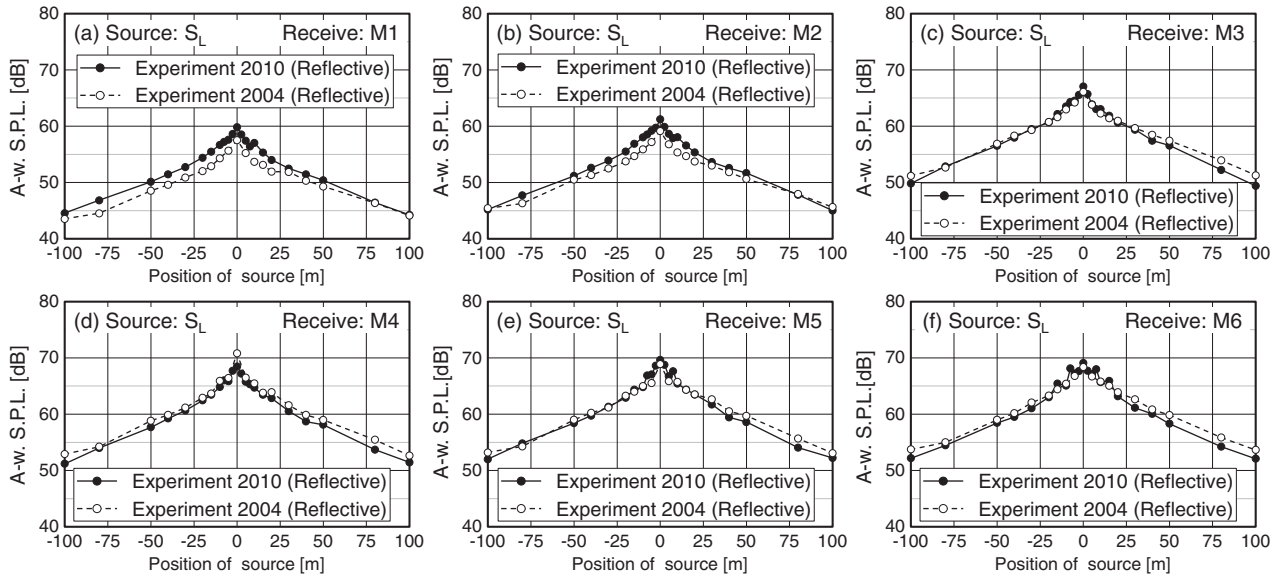 (a) Source: S_L Receive: M1
Experiment 2010 (Reflective)
Experiment 2004 (Reflective)
A-w. S.P.L. [dB]
80
70
60
50
40
-100 -75 -50 -25 0 25 50 75 100
Position of source [m]
(b) Source: S_L Receive: M2
Experiment 2010 (Reflective)
Experiment 2004 (Reflective)
A-w. S.P.L. [dB]
80
70
60
50
40
-100 -75 -50 -25 0 25 50 75 100
Position of source [m]
(c) Source: S_L Receive: M3
A-w. S.P.L. [dB]
80
70
60
50
40
Experiment 2010 (Reflective)
Experiment 2004 (Reflective)
-100 -75 -50 -25 0 25 50 75 100
Position of source [m]
(d) Source: S_L Receive: M4
A-w. S.P.L. [dB]
80
70
60
50
40
Experiment 2010 (Reflective)
Experiment 2004 (Reflective)
-100 -75 -50 -25 0 25 50 75 100
Position of source [m]
(e) Source: S_L Receive: M5
A-w. S.P.L. [dB]
80
70
60
50
40
Experiment 2010 (Reflective)
Experiment 2004 (Reflective)
-100 -75 -50 -25 0 25 50 75 100
Position of source [m]
(f) Source: S_L Receive: M6
A-w. S.P.L.[dB]
80
70
60
50
40
Experiment 2010 (Reflective)
Experiment 2004 (Reflective)
-100 -75 -50 -25 0 25 50 75 100
Position of source [m]